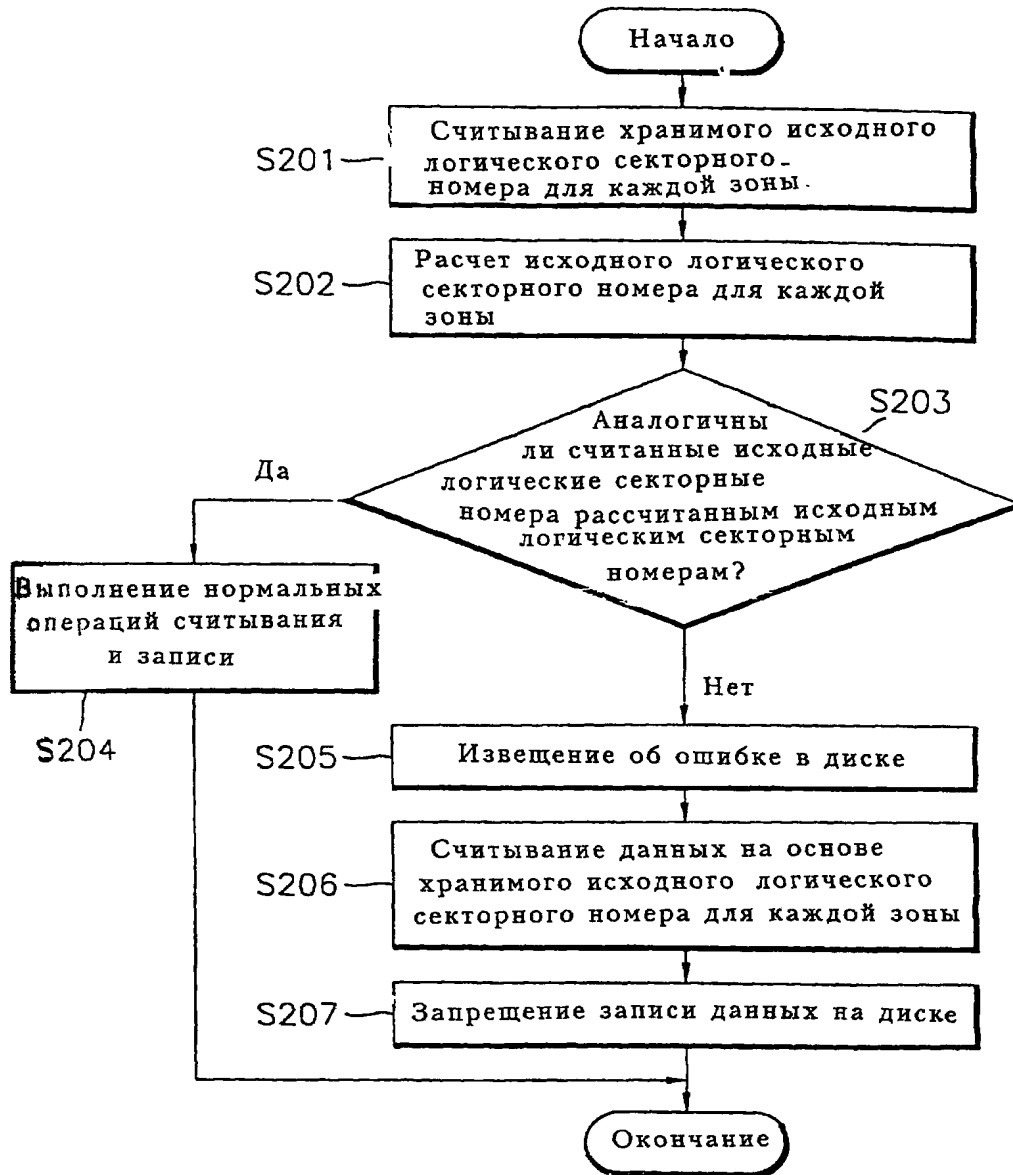 Начало
S201
Считывание хранимого исходного
логического секторного
номера для каждой зоны.
S202
Расчет исходного логического
секторного номера для каждой
зоны
S203
Аналогичны
ли считанные исходные
логические секторные
номера рассчитанным исходным
логическим секторным
номерам?
Да
Выполнение нормальных
операций считывания
и записи
S204
Нет
S205
Извещение об ошибке в диске
S206
Считывание данных на основе
хранимого исходного логического
секторного номера для каждой зоны
S207
Запрещение записи данных на диске
Окончание